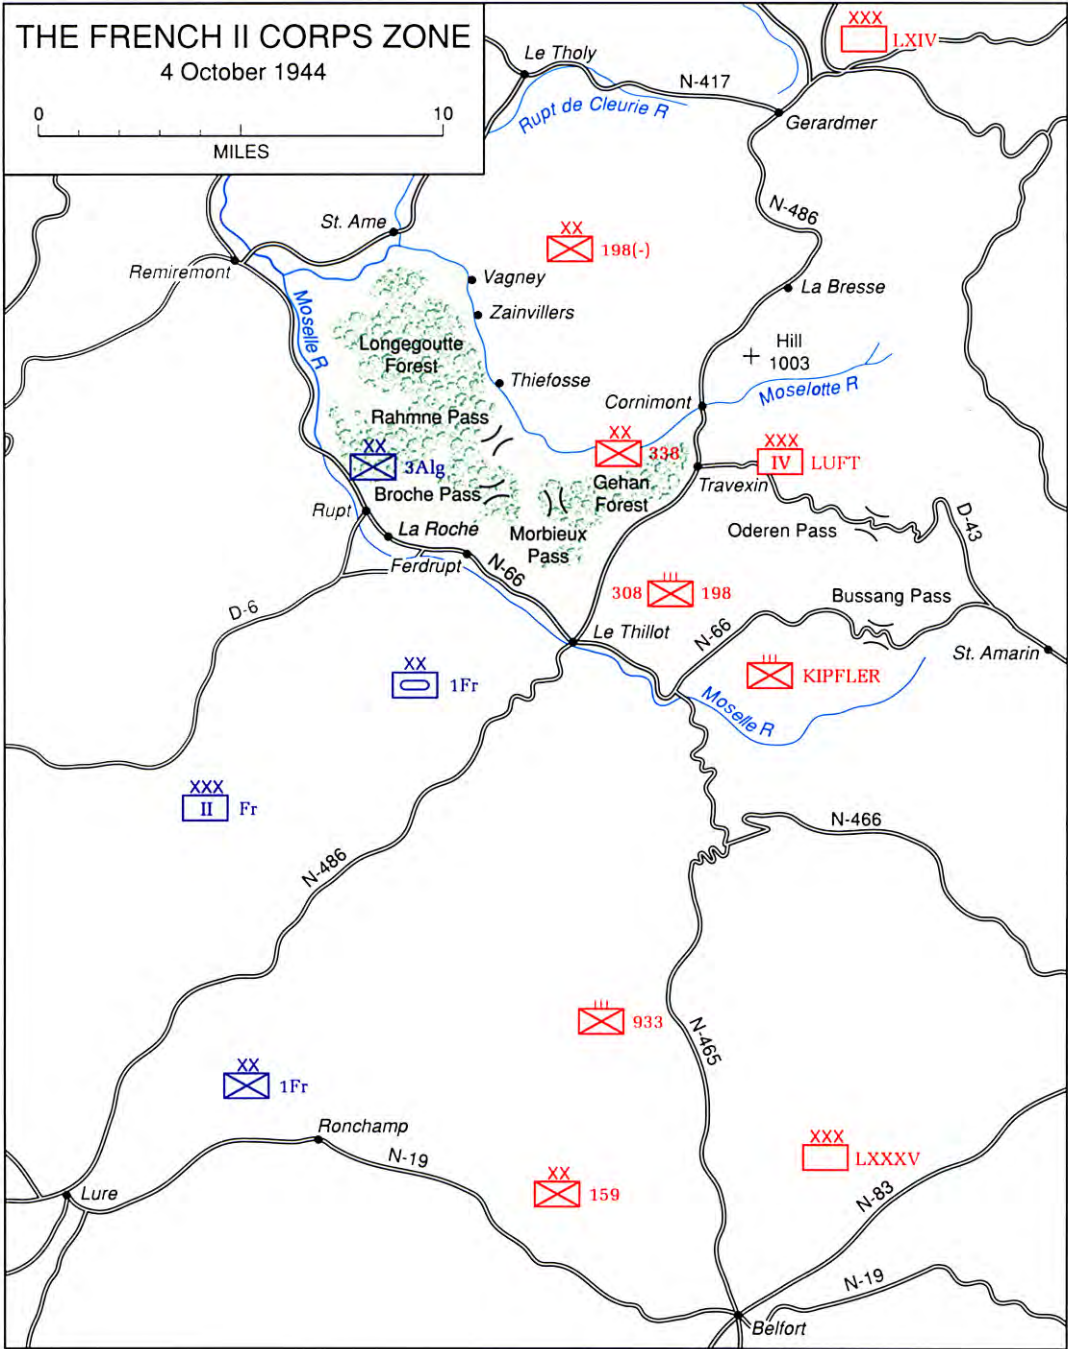 THE FRENCH II CORPS ZONE
4 October 1944
0 10
MILES
XXX
LXIV
Le Tholy
N-417
Rupt de Cleurie R
Gerardmer
N-486
St. Ame
XX
198(-)
Remiremont
Vagney
La Bresse
Moselle R
Zainvillers
Longegoutte
Forest
Hill
1003
Thiefosse
Moselotte R
Cornimont
Rahmne Pass
XX
338
XX
3Alg
XXX
IV LUFT
Gehan
Forest
Travexin
Broche Pass
Rupt
La Roche
Morbieux
Pass
Oderen Pass
D-43
Ferdrupt
N-66
308 III 198
Bussang Pass
D-6
Le Thillot
N-66
St. Amarin
XX
1Fr
III
KIPFLER
Moselle R
XXX
II Fr
N-466
N-486
III
933
N-465
XX
1Fr
Ronchamp
N-19
XXX
LXXXV
XX
159
Lure
N-83
N-19
Belfort